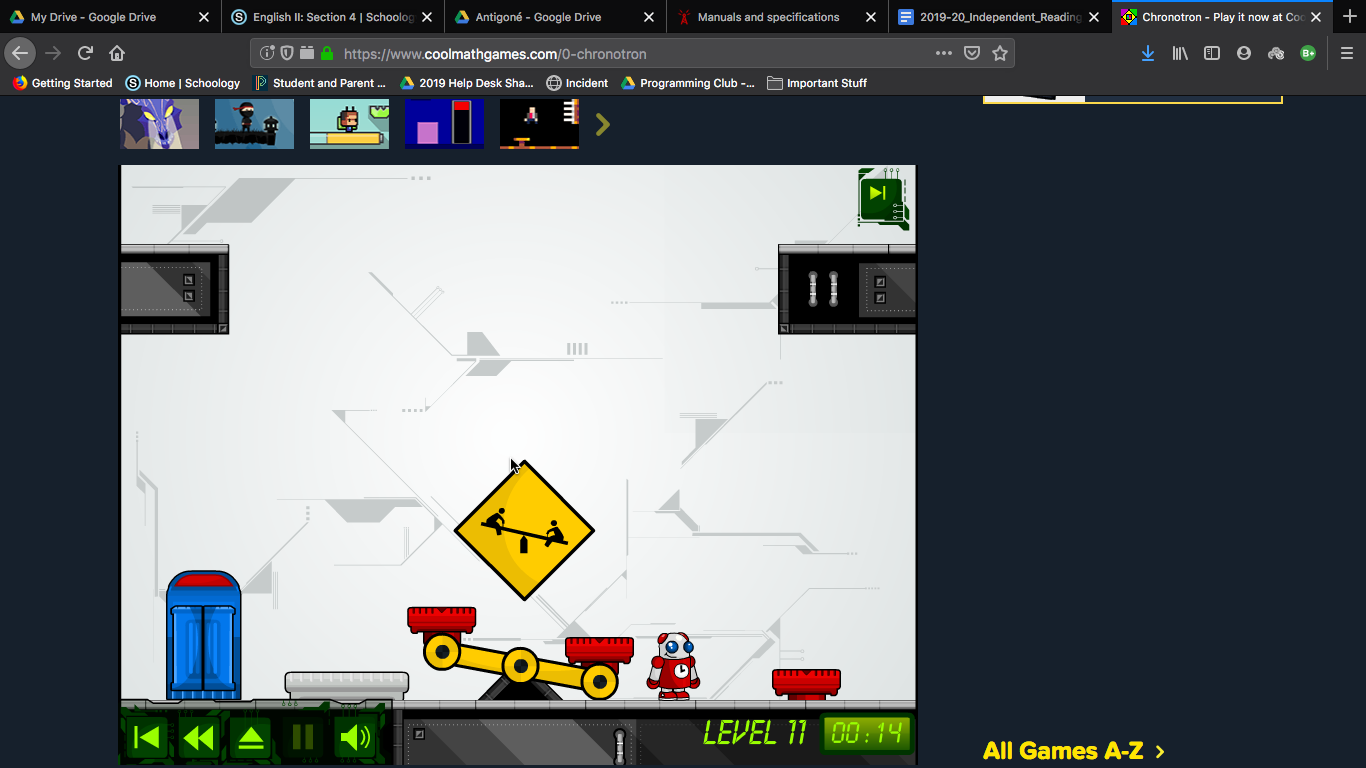 My Drive - Google Drive
English II: Section 4 | Schoolog
Antigoné - Google Drive
Manuals and specifications
2019-20_Independent_Reading
Chronotron - Play it now at Coo
https://www.coolmathgames.com/0-chronotron
B+
Getting Started
Home | Schoology
Student and Parent ...
2019 Help Desk Sha...
Incident
Programming Club -...
Important Stuff
LEVEL 11
00:14
All Games A-Z